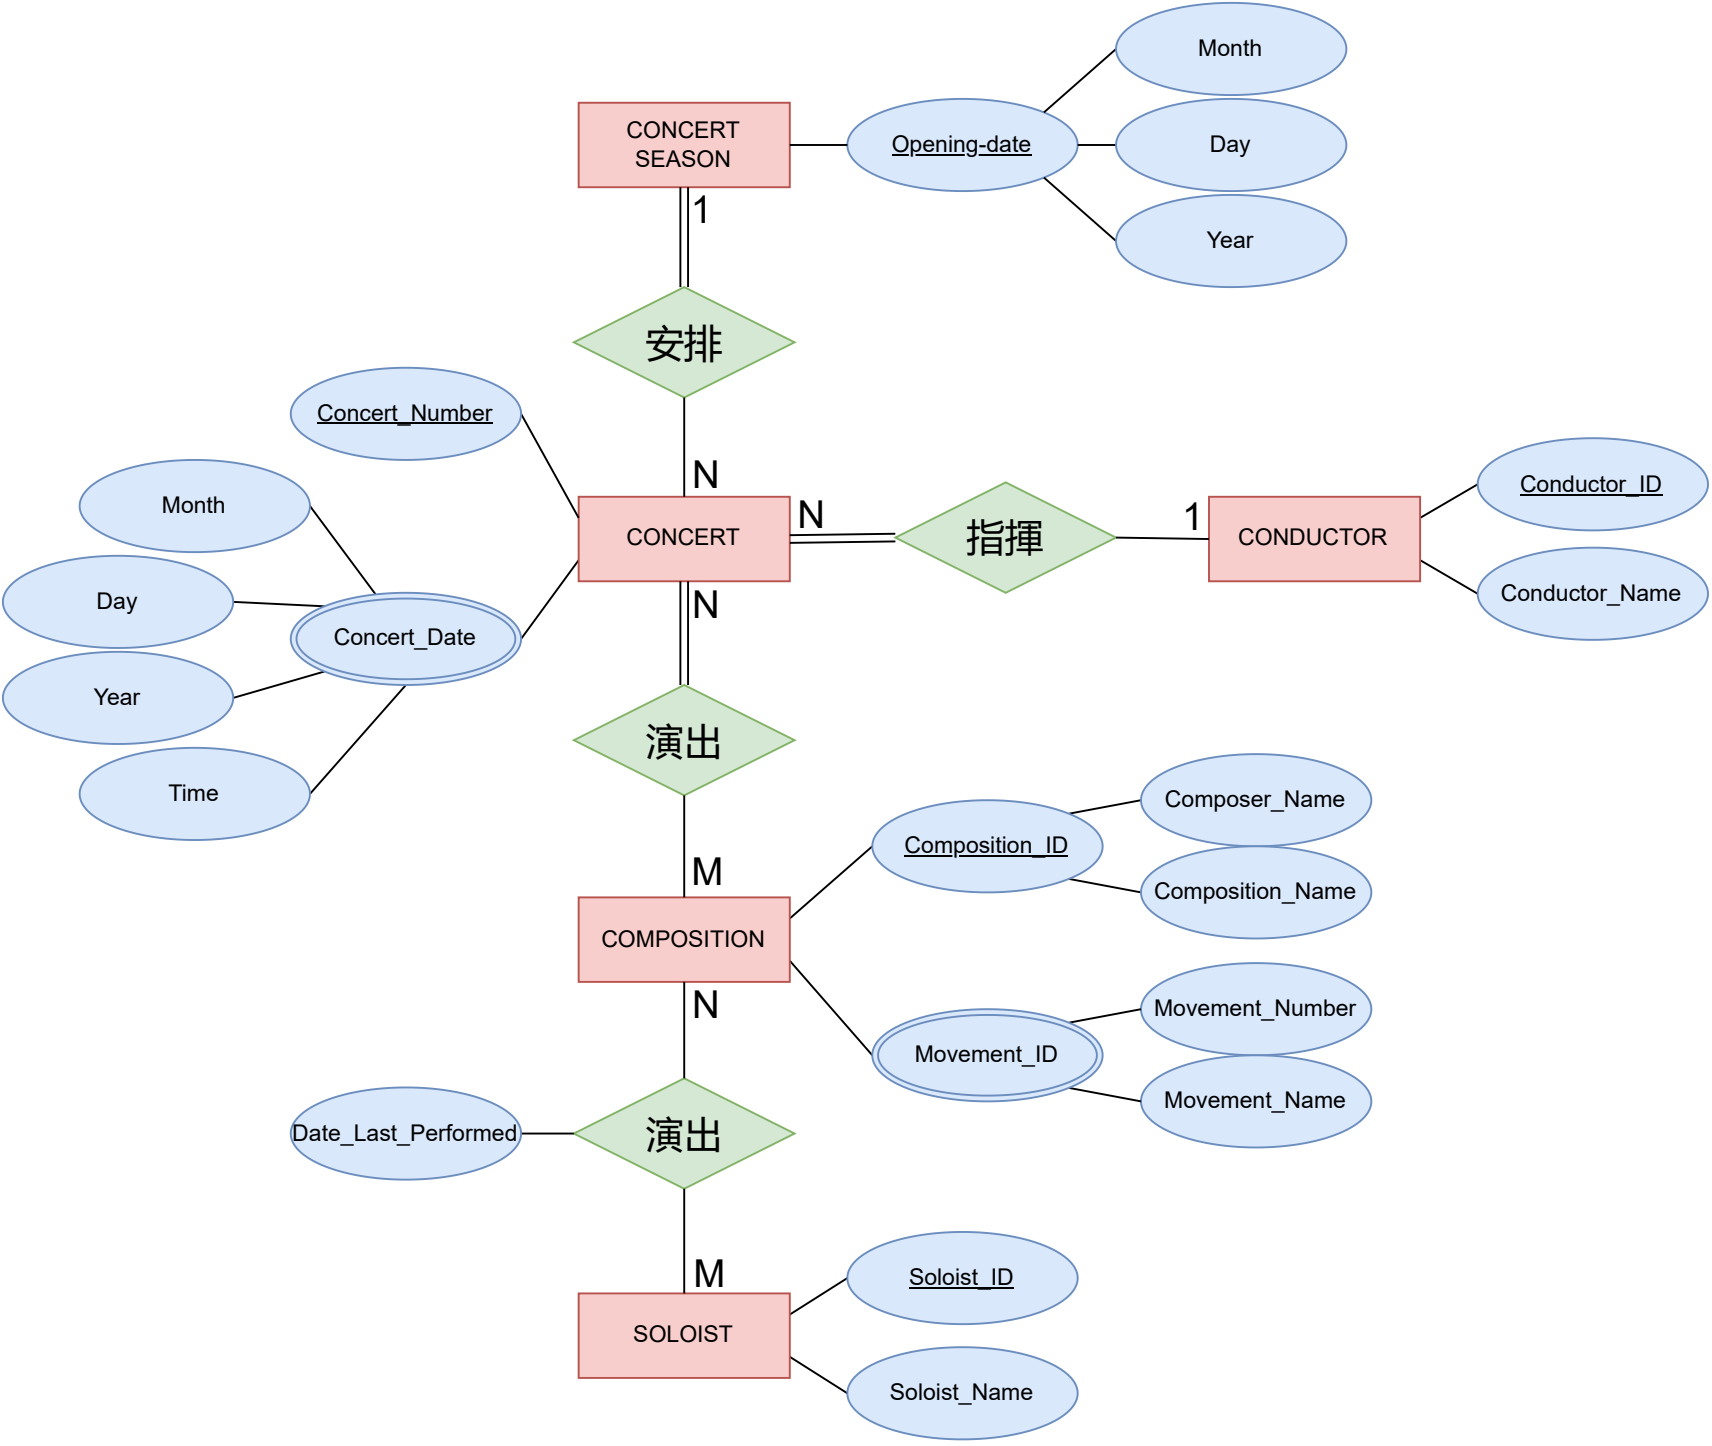 Month
CONCERT
SEASON
Opening-date
Day
Year
1
安排
Concert_Number
N
Month
CONCERT
N
指揮
1
CONDUCTOR
Conductor_ID
Conductor_Name
Day
N
Concert_Date
Year
Time
演出
M
Composer_Name
Composition_ID
Composition_Name
COMPOSITION
N
Movement_Number
Movement_ID
Movement_Name
Date_Last_Performed
演出
M
Soloist_ID
SOLOIST
Soloist_Name